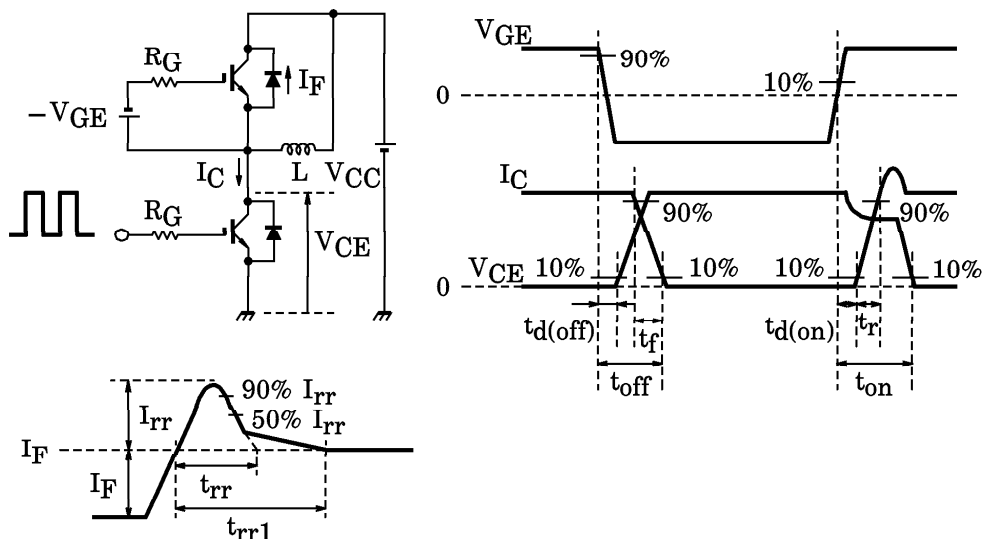 R_G
I_F
−V_GE
I_C
L
V_CC
R_G
V_CE
V_GE
90%
10%
0
I_C
90%
90%
V_CE
10%
10%
10%
10%
0
t_d(off)
t_f
t_d(on)
t_r
t_off
t_on
I_rr
90% I_rr
50% I_rr
I_F
I_F
t_rr
t_rr1